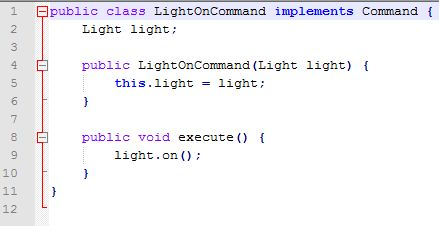 1 public class LightOnCommand implements Command {
2     Light light;
3
4     public LightOnCommand(Light light) {
5         this.light = light;
6     }
7
8     public void execute() {
9         light.on();
10     }
11 }
12